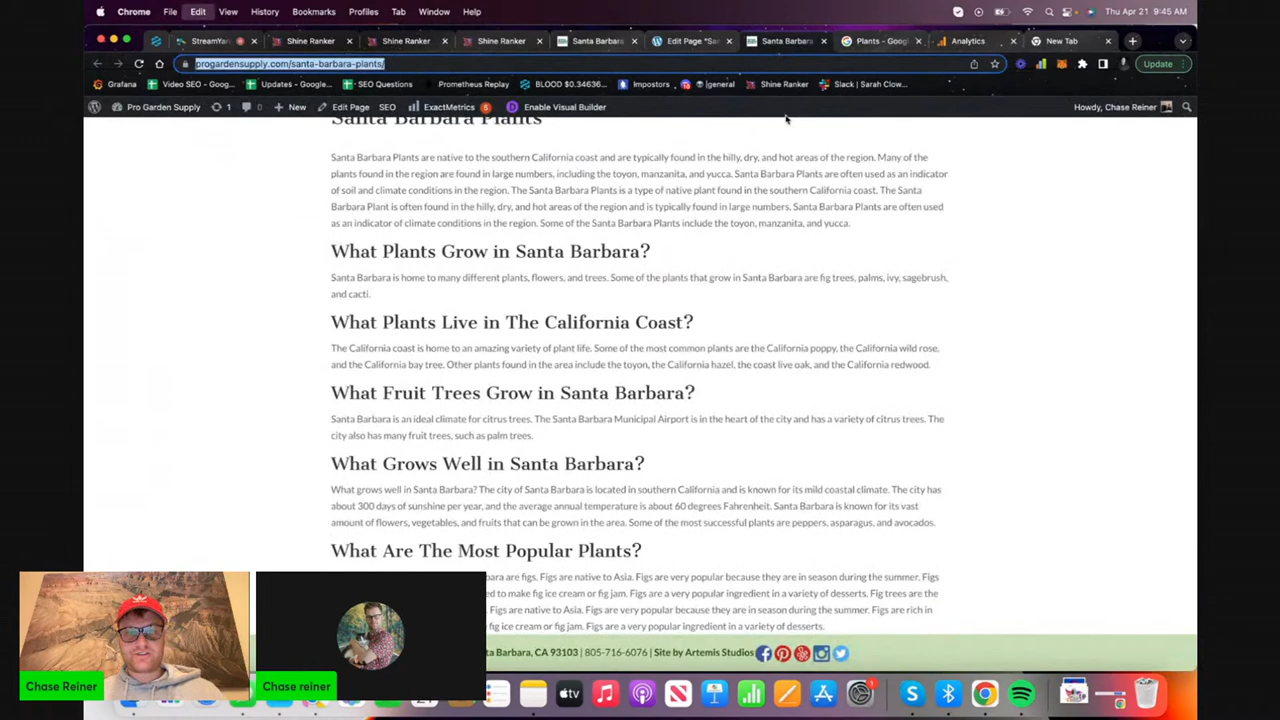 Chrome File Edit View History Bookmarks Profiles Tab Window Help Thu Apr 21 9:45 AM
StreamYard Shine Ranker Shine Ranker Shine Ranker Santa Barbara Edit Page "San Santa Barbara Plants - Google Analytics New Tab
progardensupply.com/santa-barbara-plants/ Update
Grafana Video SEO - Goog... Updates - Google... SEO Questions Prometheus Replay BLOOD $0.34636... Impostors #general Shine Ranker Slack | Sarah Clow...
Pro Garden Supply 1 0 New Edit Page SEO ExactMetrics 5 Enable Visual Builder Howdy, Chase Reiner
Santa Barbara Plants
Santa Barbara Plants are native to the southern California coast and are typically found in the hilly, dry, and hot areas of the region. Many of the
plants found in the region are found in large numbers, including the toyon, manzanita, and yucca. Santa Barbara Plants are often used as an indicator
of soil and climate conditions in the region. The Santa Barbara Plants is a type of native plant found in the southern California coast. The Santa
Barbara Plant is often found in the hilly, dry, and hot areas of the region and is typically found in large numbers. Santa Barbara Plants are often used
as an indicator of climate conditions in the region. Some of the Santa Barbara Plants include the toyon, manzanita, and yucca.
What Plants Grow in Santa Barbara?
Santa Barbara is home to many different plants, flowers, and trees. Some of the plants that grow in Santa Barbara are fig trees, palms, ivy, sagebrush,
and cacti.
What Plants Live in The California Coast?
The California coast is home to an amazing variety of plant life. Some of the most common plants are the California poppy, the California wild rose,
and the California bay tree. Other plants found in the area include the toyon, the California hazel, the coast live oak, and the California redwood.
What Fruit Trees Grow in Santa Barbara?
Santa Barbara is an ideal climate for citrus trees. The Santa Barbara Municipal Airport is in the heart of the city and has a variety of citrus trees. The
city also has many fruit trees, such as palm trees.
What Grows Well in Santa Barbara?
What grows well in Santa Barbara? The city of Santa Barbara is located in southern California and is known for its mild coastal climate. The city has
about 300 days of sunshine per year, and the average annual temperature is about 60 degrees Fahrenheit. Santa Barbara is known for its vast
amount of flowers, vegetables, and fruits that can be grown in the area. Some of the most successful plants are peppers, asparagus, and avocados.
What Are The Most Popular Plants?
bara are figs. Figs are native to Asia. Figs are very popular because they are in season during the summer. Figs
ed to make fig ice cream or fig jam. Figs are a very popular ingredient in a variety of desserts. Fig trees are the
Figs are native to Asia. Figs are very popular because they are in season during the summer. Figs are rich in
fig ice cream or fig jam. Figs are a very popular ingredient in a variety of desserts.
ta Barbara, CA 93103 | 805-716-6076 | Site by Artemis Studios
Chase Reiner Chase reiner
tv 1